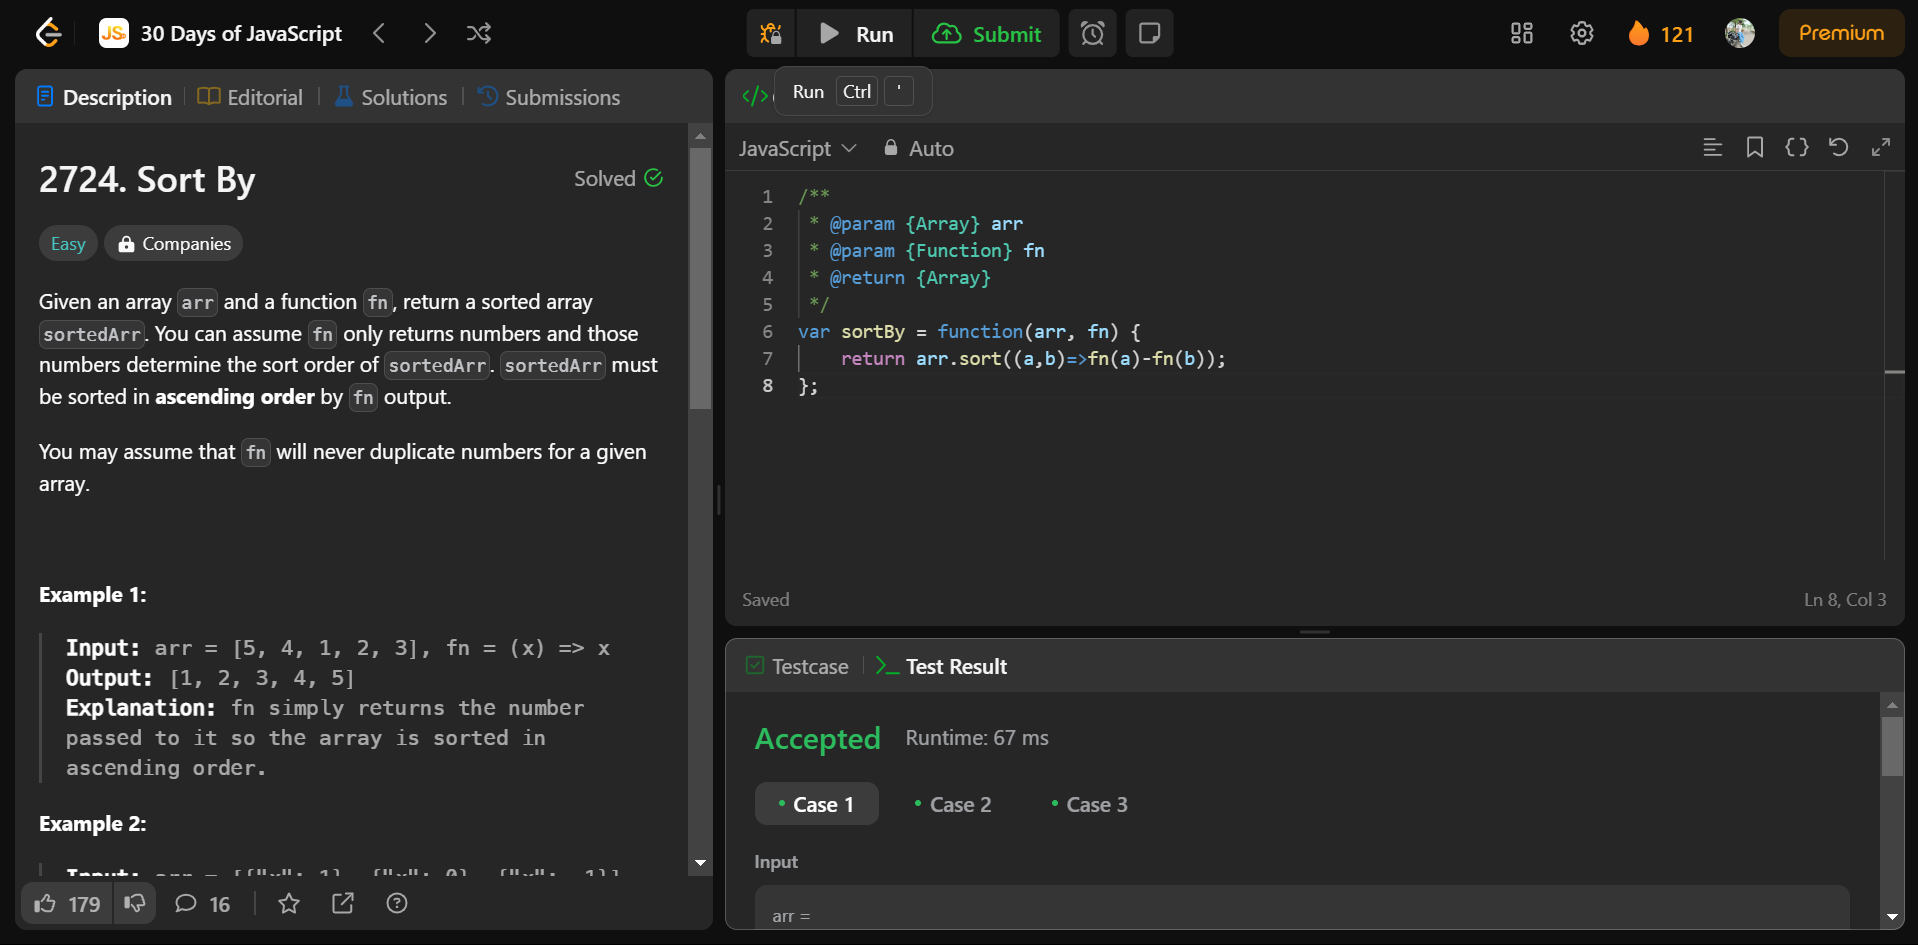 JS 30 Days of JavaScript
Run
Submit
121
Premium
Description
Editorial
Solutions
Submissions
2724. Sort By
Solved
Easy
Companies
Given an array arr and a function fn, return a sorted array
sortedArr. You can assume fn only returns numbers and those
numbers determine the sort order of sortedArr. sortedArr must
be sorted in ascending order by fn output.
You may assume that fn will never duplicate numbers for a given
array.
Example 1:
Input: arr = [5, 4, 1, 2, 3], fn = (x) => x
Output: [1, 2, 3, 4, 5]
Explanation: fn simply returns the number
passed to it so the array is sorted in
ascending order.
Example 2:
Input: arr = [{"x": 1}, {"x": 0}, {"x": -1}]
179
16
</>
Run Ctrl '
JavaScript
Auto
1 /**
2 * @param {Array} arr
3 * @param {Function} fn
4 * @return {Array}
5 */
6 var sortBy = function(arr, fn) {
7 return arr.sort((a,b)=>fn(a)-fn(b));
8 };
Saved
Ln 8, Col 3
Testcase
Test Result
Accepted Runtime: 67 ms
Case 1
Case 2
Case 3
Input
arr =